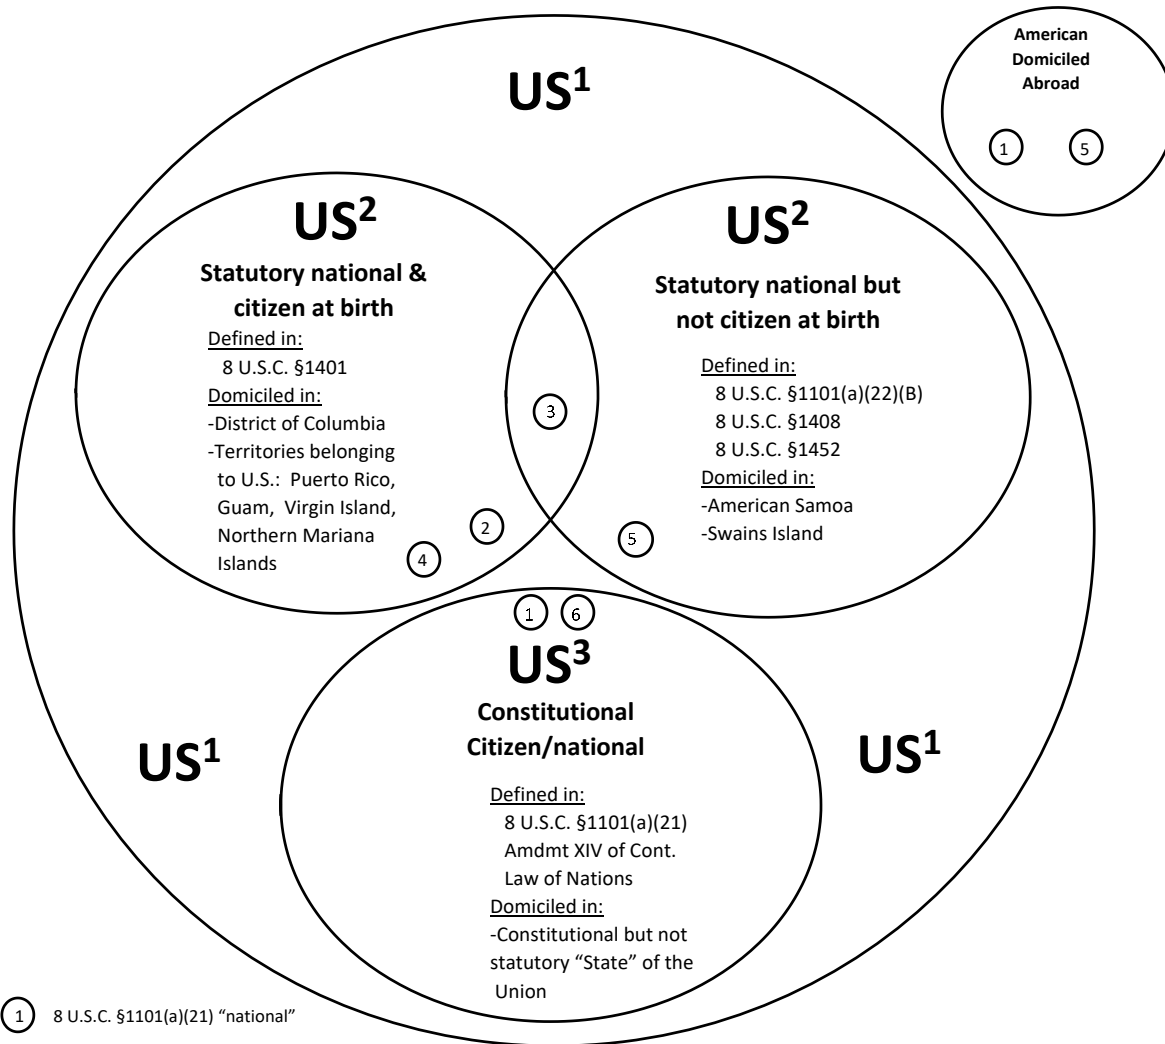 American
Domiciled
Abroad
1 5
US¹
US²
Statutory national &
citizen at birth
Defined in:
8 U.S.C. §1401
Domiciled in:
-District of Columbia
-Territories belonging
to U.S.: Puerto Rico,
Guam, Virgin Island,
Northern Mariana
Islands
2
4
3
US²
Statutory national but
not citizen at birth
Defined in:
8 U.S.C. §1101(a)(22)(B)
8 U.S.C. §1408
8 U.S.C. §1452
Domiciled in:
-American Samoa
-Swains Island
5
1 6
US³
Constitutional
Citizen/national
Defined in:
8 U.S.C. §1101(a)(21)
Amdmt XIV of Cont.
Law of Nations
Domiciled in:
-Constitutional but not
statutory “State” of the
Union
US¹
US¹
1 8 U.S.C. §1101(a)(21) “national”